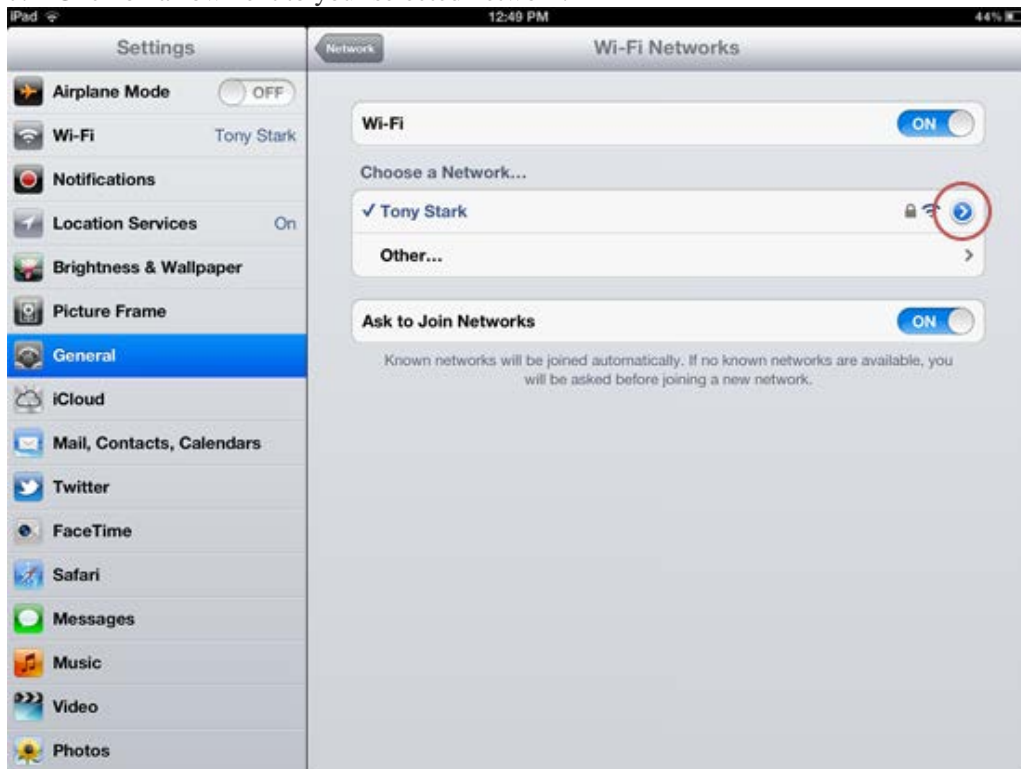 iPad 12:49 PM 44%
Settings
Network Wi-Fi Networks
Airplane Mode OFF
Wi-Fi Tony Stark
Notifications
Location Services On
Brightness & Wallpaper
Picture Frame
General
iCloud
Mail, Contacts, Calendars
Twitter
FaceTime
Safari
Messages
Music
Video
Photos
Wi-Fi ON
Choose a Network...
✓ Tony Stark
Other...
Ask to Join Networks ON
Known networks will be joined automatically. If no known networks are available, you
will be asked before joining a new network.